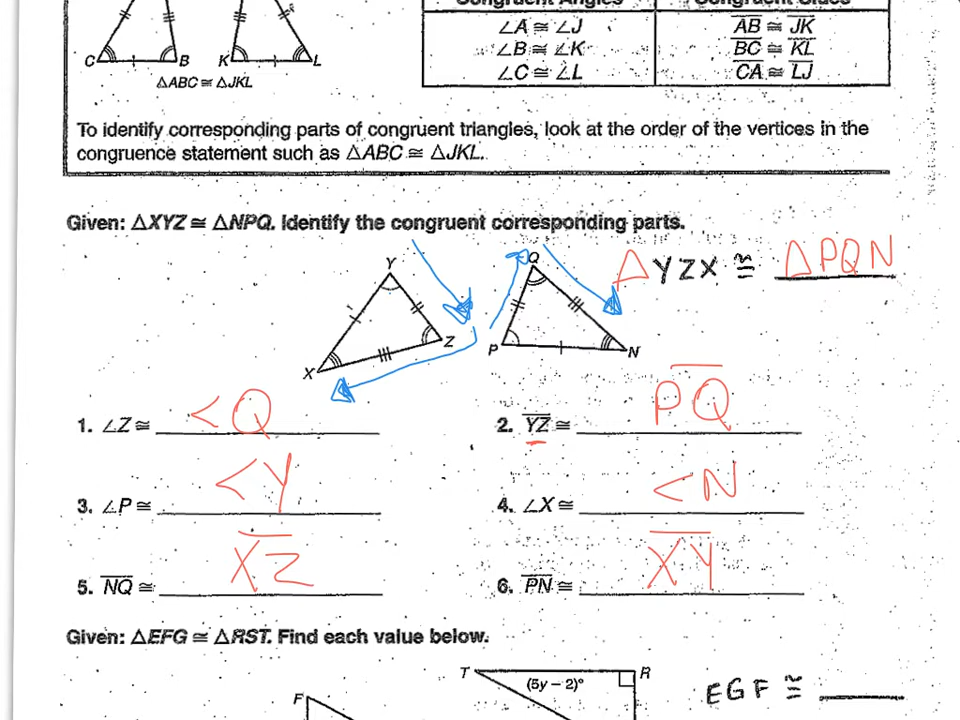 Congruent Angles Congruent Sides
∠A ≅ ∠J AB ≅ JK
∠B ≅ ∠K BC ≅ KL
∠C ≅ ∠L CA ≅ LJ
C B K L
△ABC ≅ △JKL
To identify corresponding parts of congruent triangles, look at the order of the vertices in the
congruence statement such as △ABC ≅ △JKL.
Given: △XYZ ≅ △NPQ. Identify the congruent corresponding parts.
△YZX ≅ △PQN
Y Q
X Z P N
1. ∠Z ≅ <Q 2. YZ ≅ PQ
3. ∠P ≅ <Y 4. ∠X ≅ <N
5. NQ ≅ XZ 6. PN ≅ XY
Given: △EFG ≅ △RST. Find each value below.
T R
(5y – 2)°
F
EGF ≅